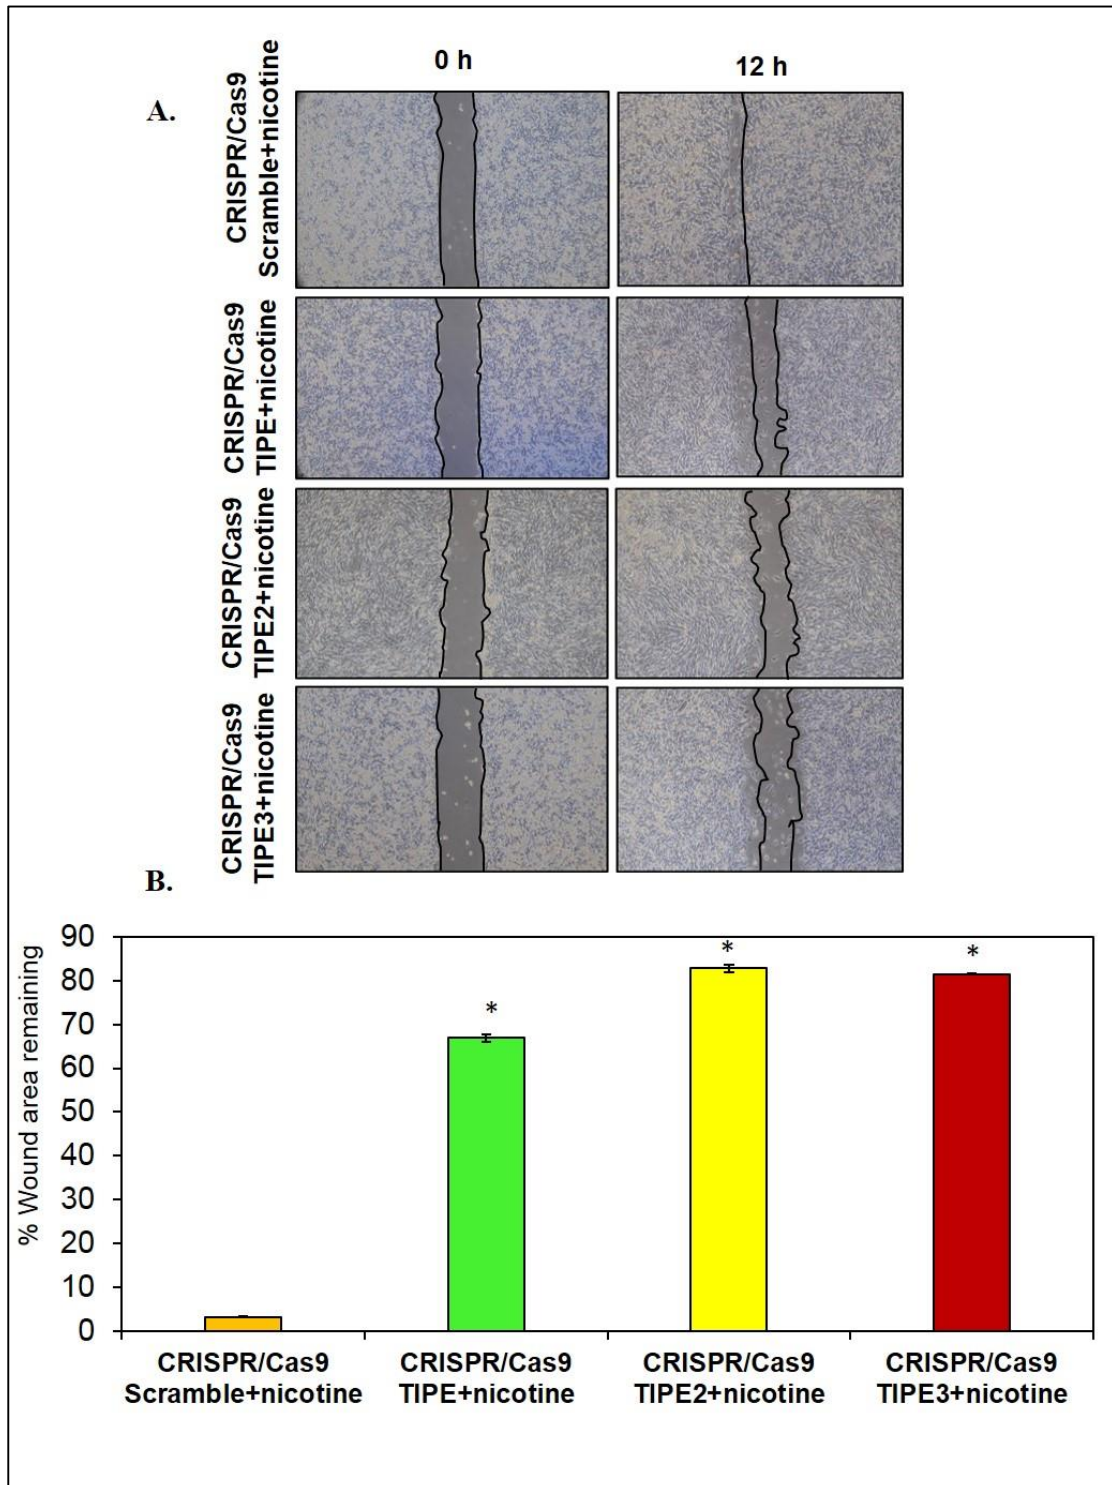 A.
0 h
12 h
CRISPR/Cas9
Scramble+nicotine
CRISPR/Cas9
TIPE+nicotine
CRISPR/Cas9
TIPE2+nicotine
CRISPR/Cas9
TIPE3+nicotine
B.
% Wound area remaining
90
80
70
60
50
40
30
20
10
0
*
*
*
CRISPR/Cas9
Scramble+nicotine
CRISPR/Cas9
TIPE+nicotine
CRISPR/Cas9
TIPE2+nicotine
CRISPR/Cas9
TIPE3+nicotine